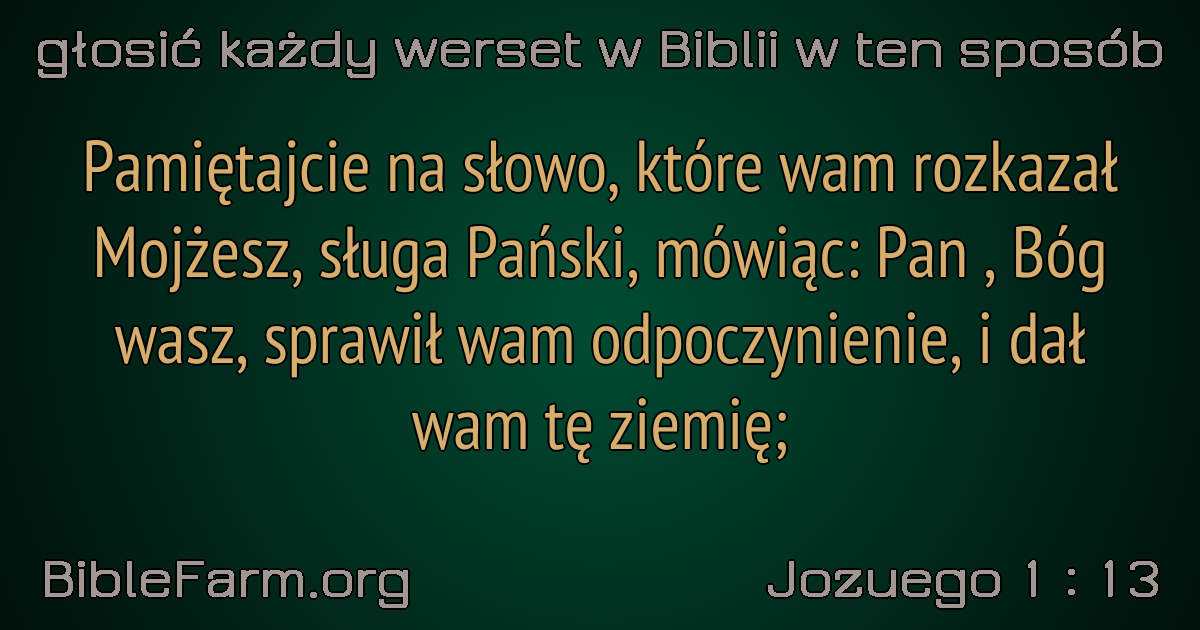 głosić każdy werset w Biblii w ten sposób
Pamiętajcie na słowo, które wam rozkazał
Mojżesz, sługa Pański, mówiąc: Pan , Bóg
wasz, sprawił wam odpoczynienie, i dał
wam tę ziemię;
BibleFarm.org
Jozuego 1 : 13